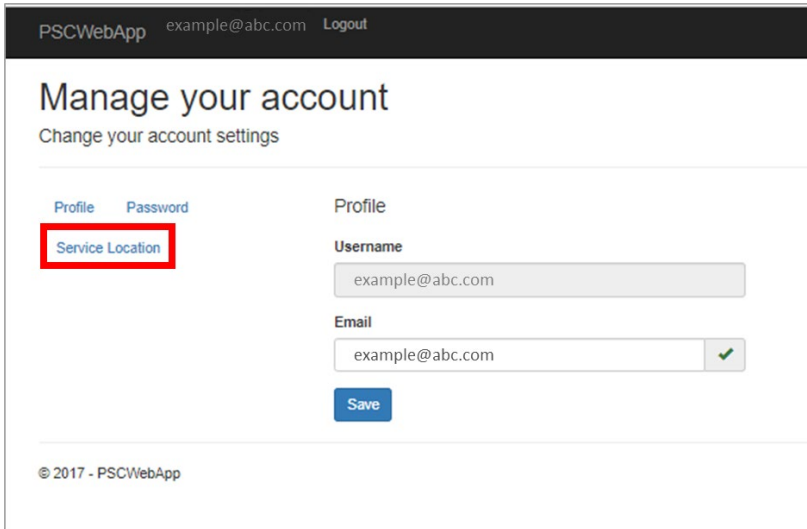 PSCWebApp example@abc.com Logout
Manage your account
Change your account settings
Profile Password
Service Location
Profile
Username
example@abc.com
Email
example@abc.com
Save
© 2017 - PSCWebApp